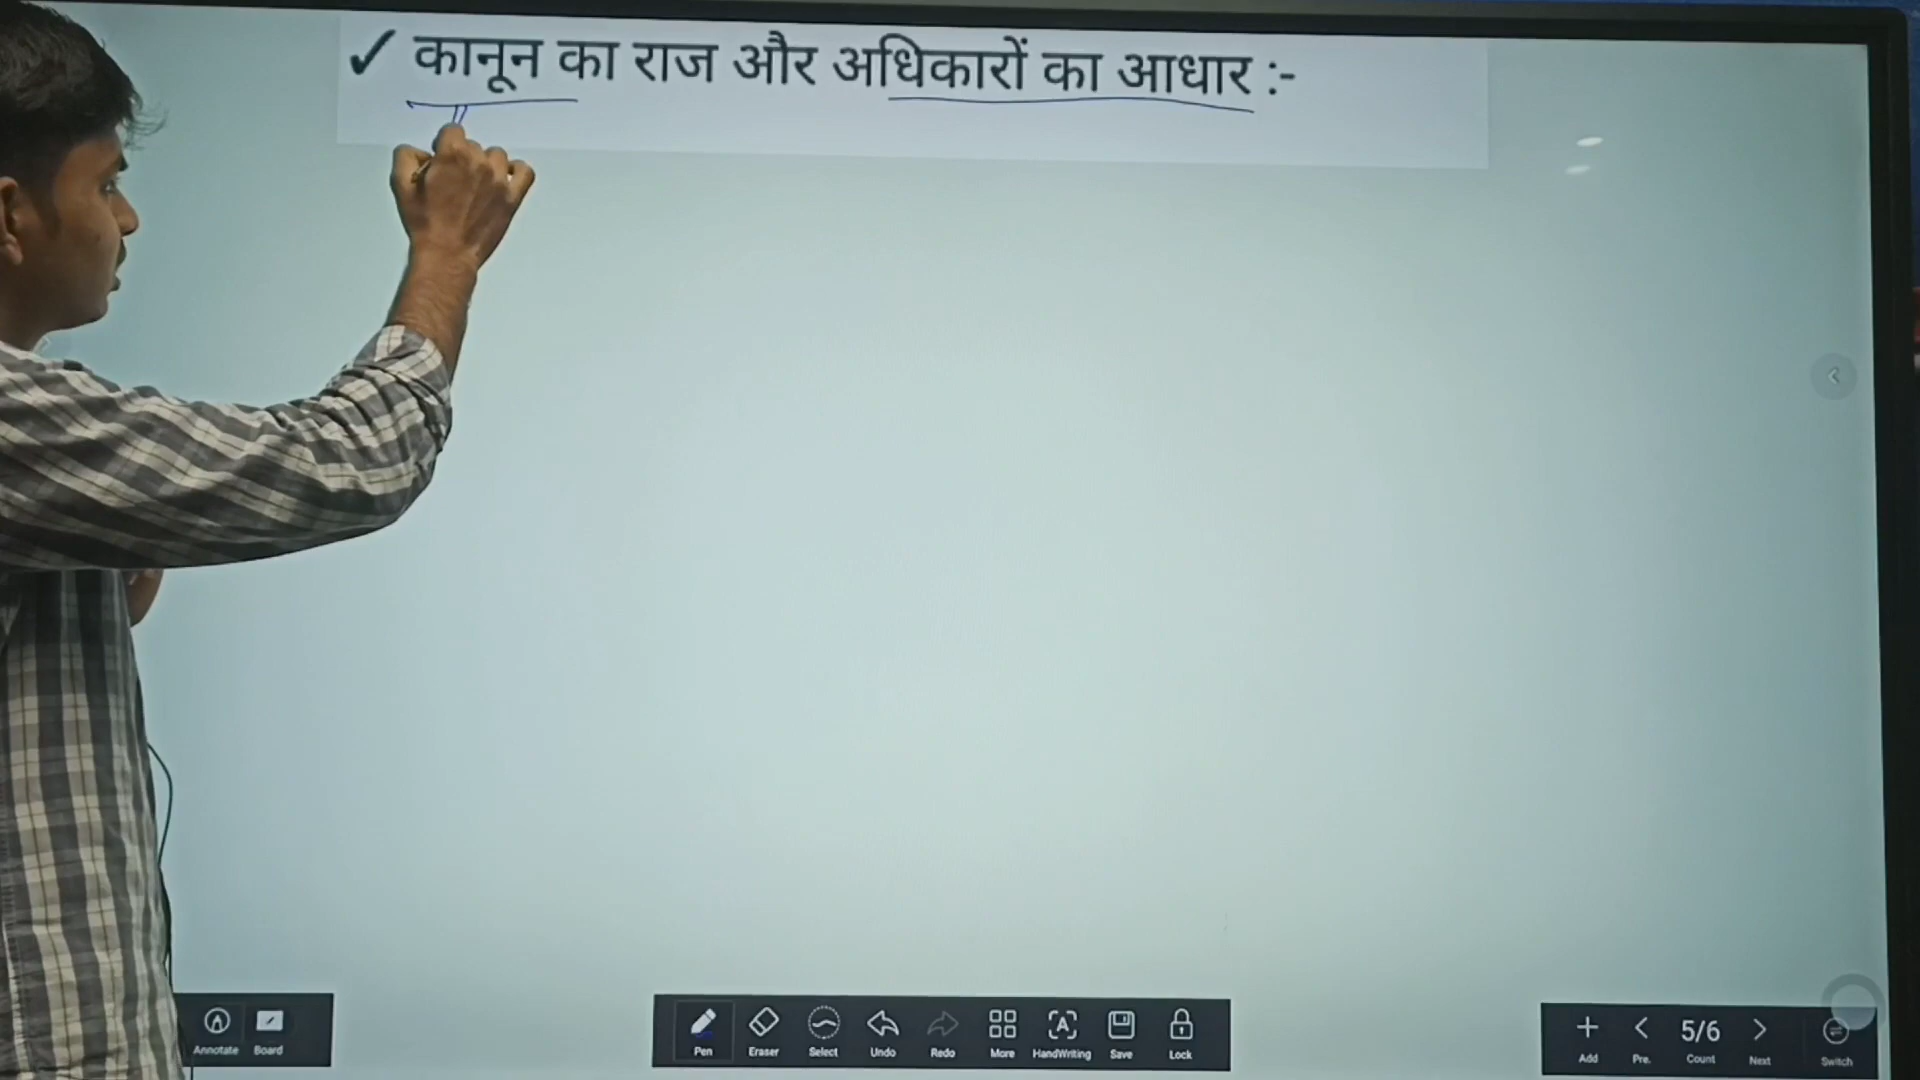 ✓ कानून का राज और अधिकारों का आधार :-
Annotate Board
Pen Eraser Select Undo Redo More HandWriting Save Lock
Add Pre. 5/6 Count Next Switch